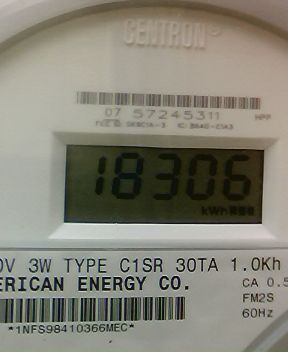 CENTRON®
07 57245311
HPP
18306
kWh
0V 3W TYPE C1SR 30TA 1.0Kh
ERICAN ENERGY CO.
CA 0.5
FM2S
60Hz
*1NFS98410366MEC*